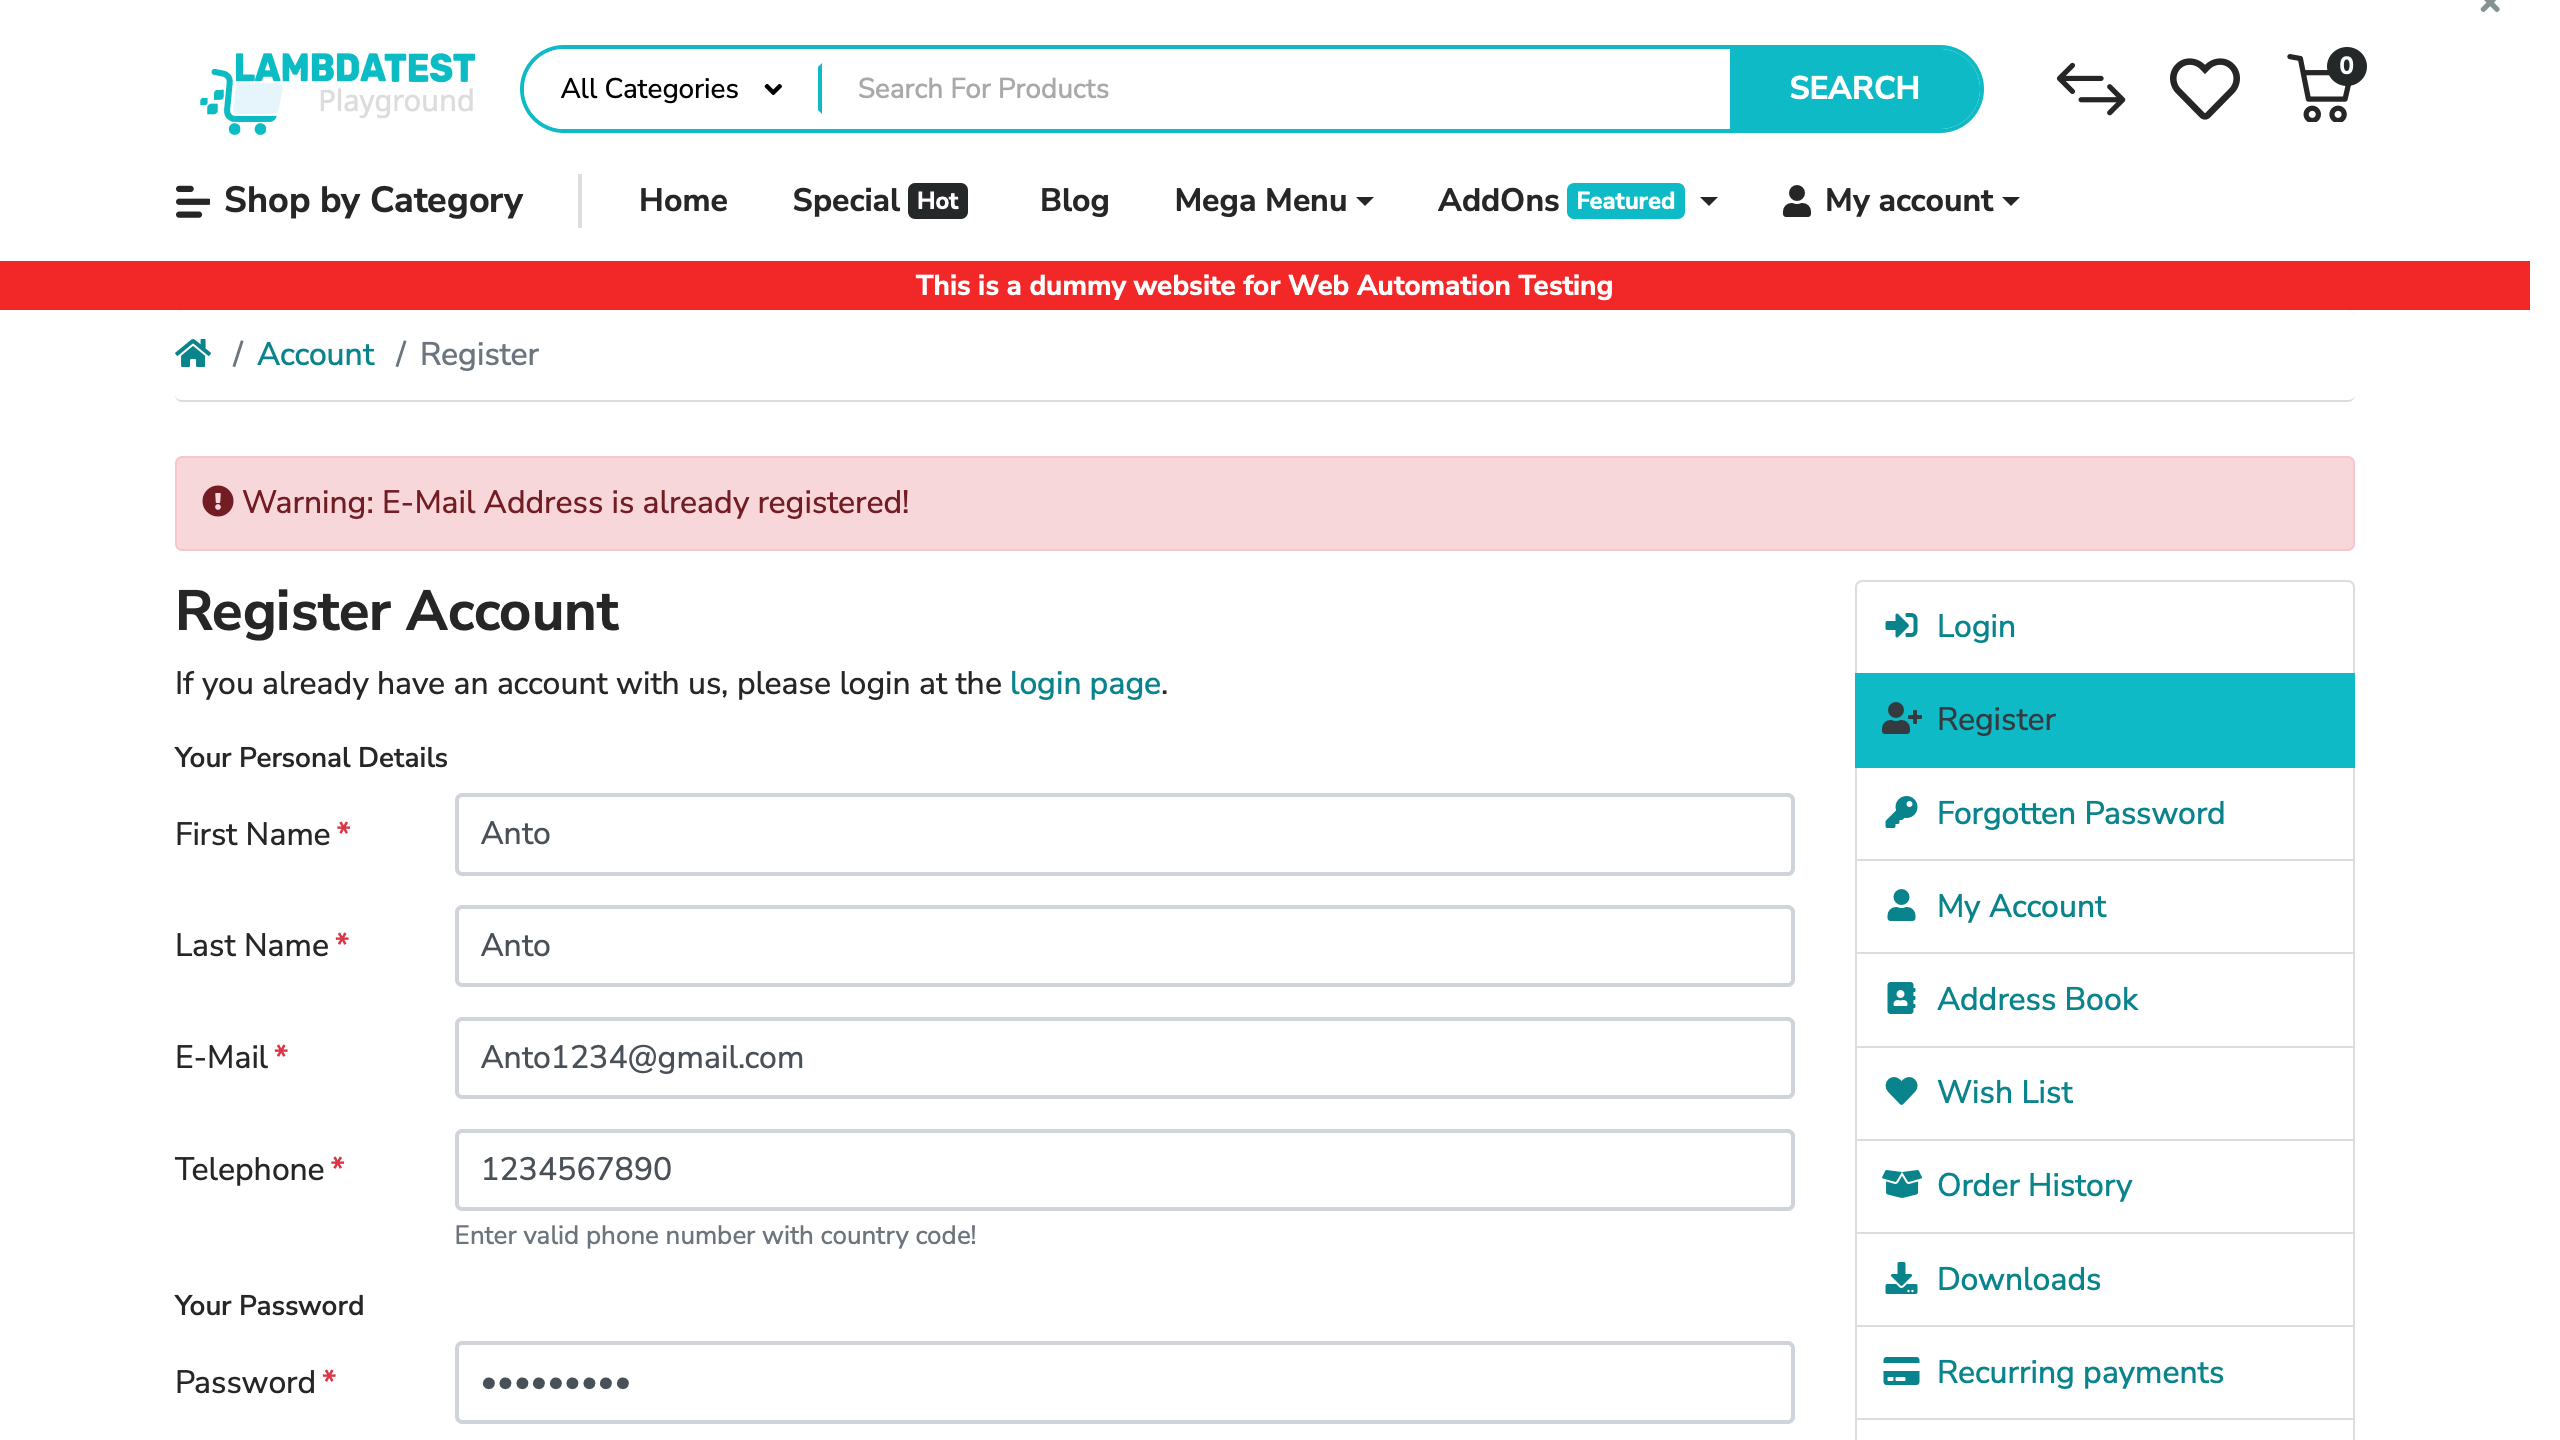 LAMBDATEST
Playground
All Categories
Search For Products
SEARCH
0
Shop by Category
Home
Special Hot
Blog
Mega Menu
AddOns Featured
My account
This is a dummy website for Web Automation Testing
/ Account / Register
Warning: E-Mail Address is already registered!
Register Account
If you already have an account with us, please login at the login page.
Your Personal Details
First Name *
Anto
Last Name *
Anto
E-Mail *
Anto1234@gmail.com
Telephone *
1234567890
Enter valid phone number with country code!
Your Password
Password *
•••••••••
Login
Register
Forgotten Password
My Account
Address Book
Wish List
Order History
Downloads
Recurring payments